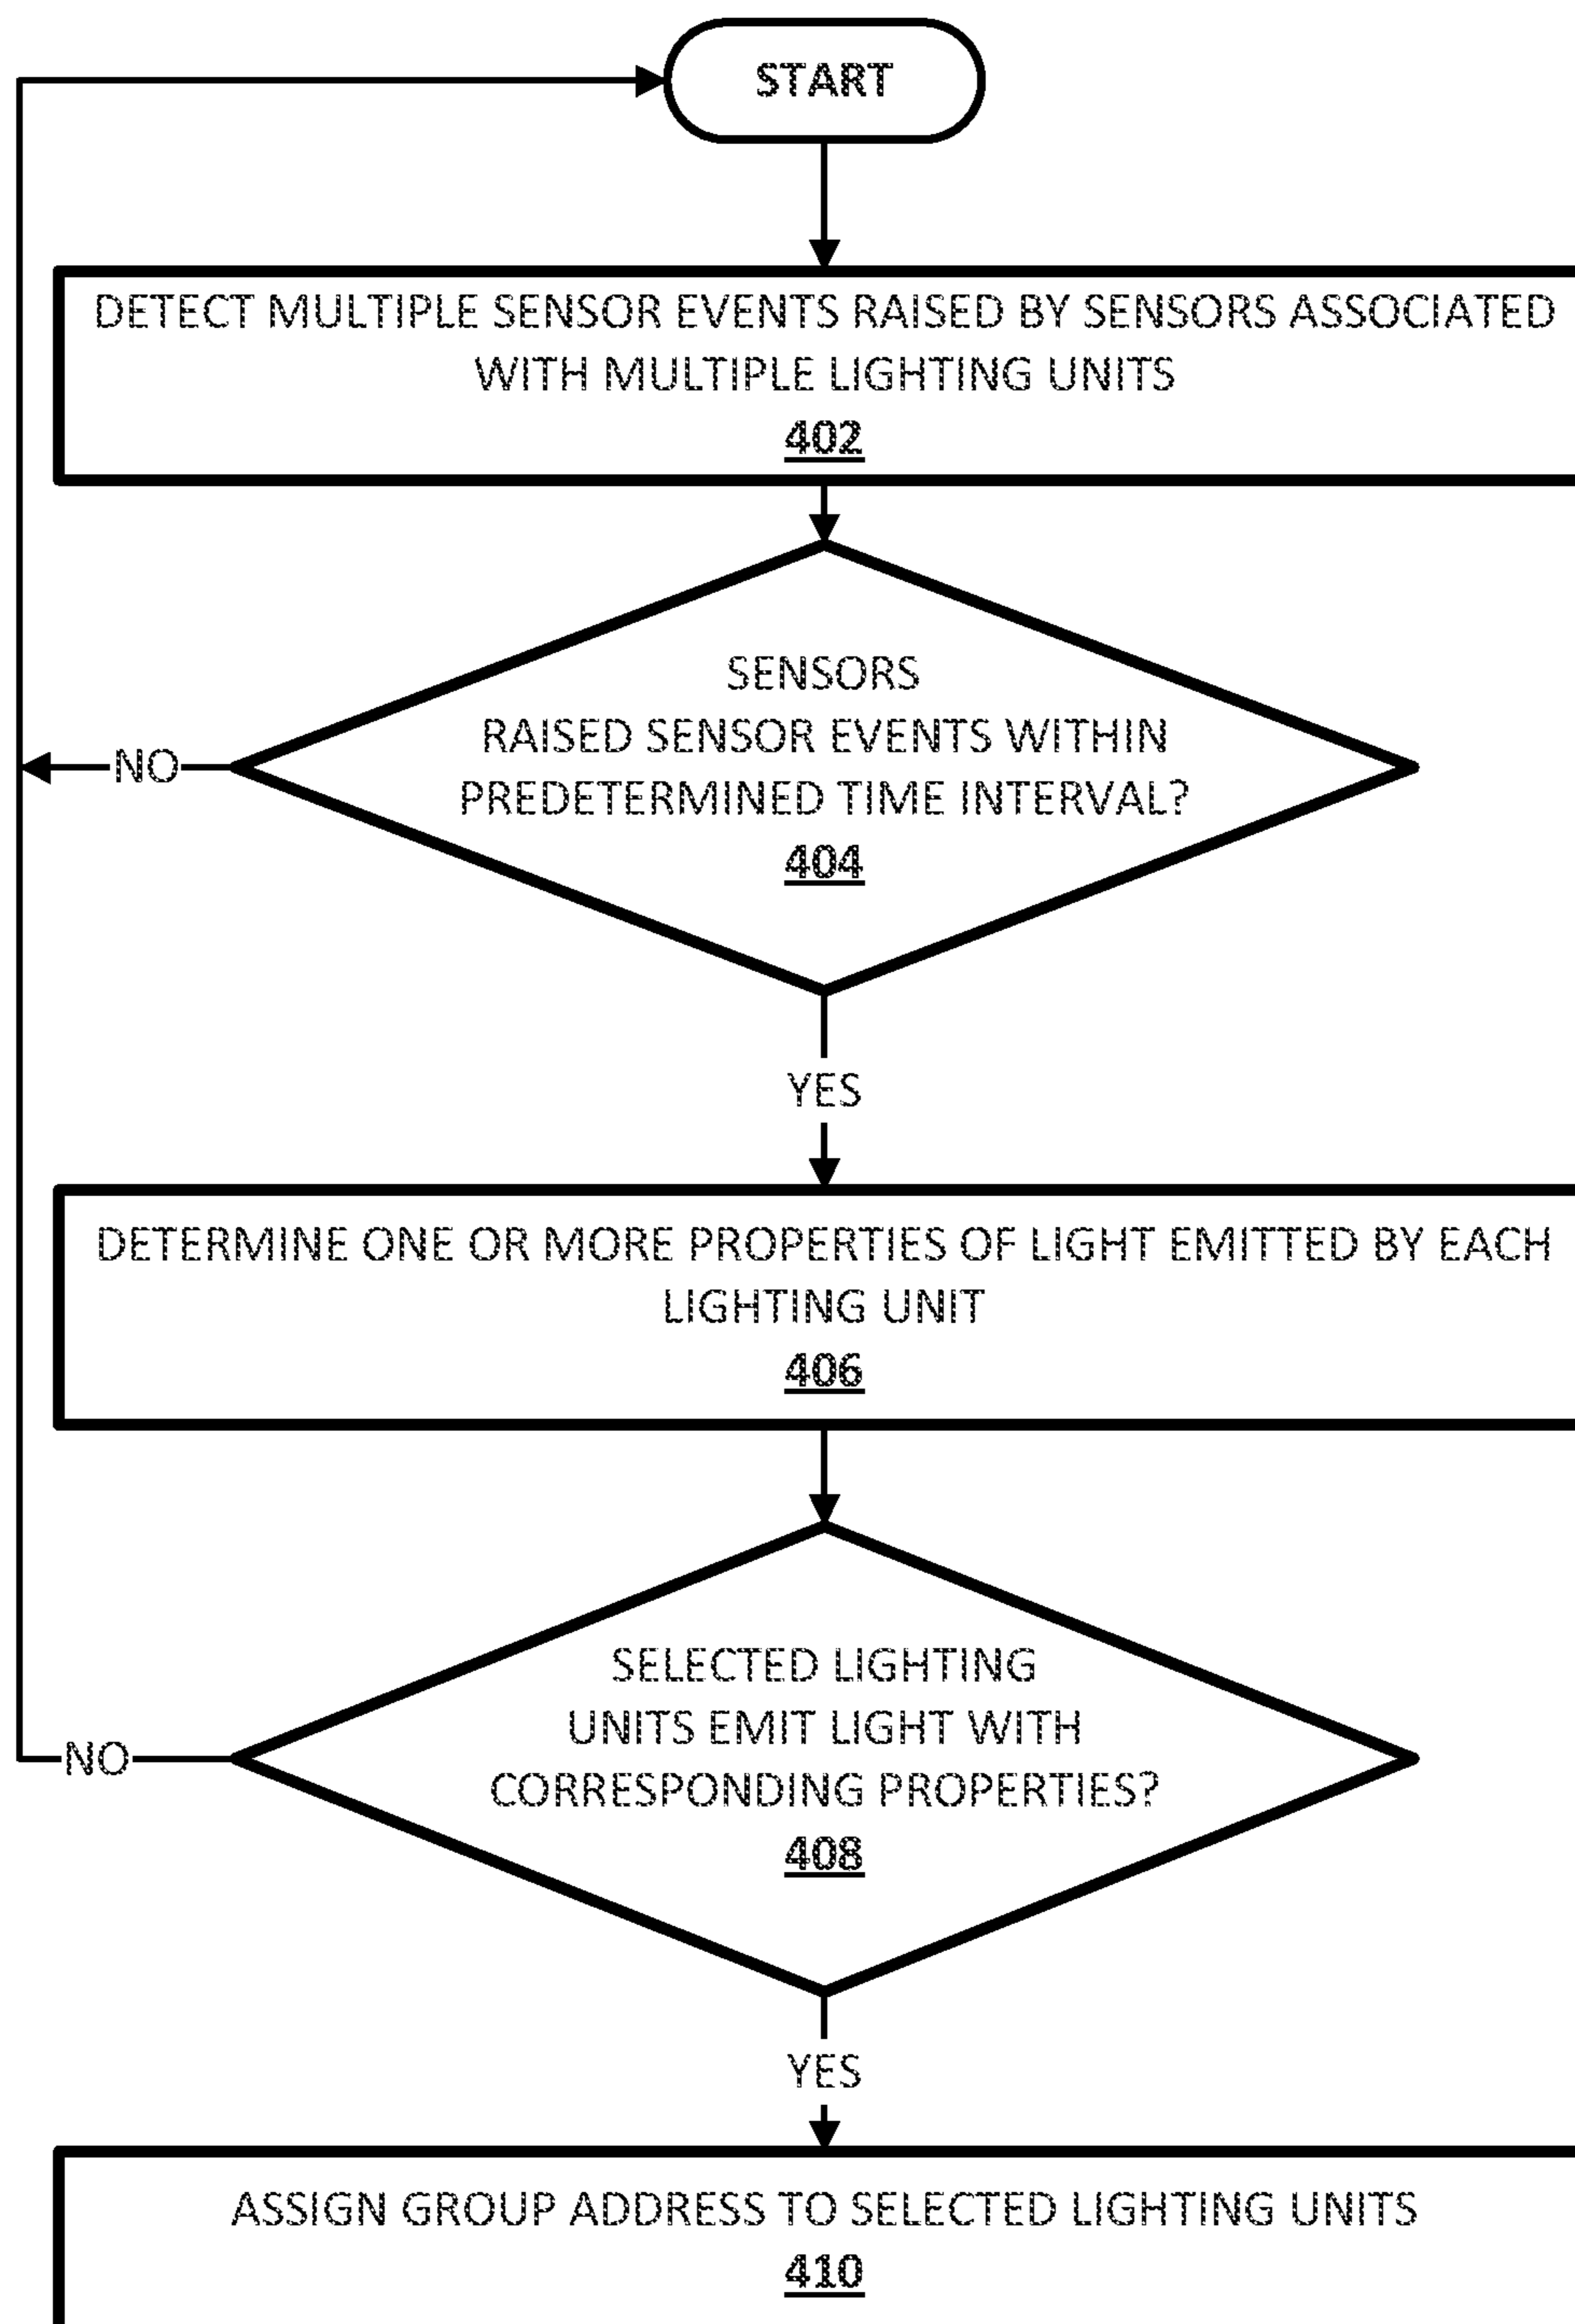 START
DETECT MULTIPLE SENSOR EVENTS RAISED BY SENSORS ASSOCIATED
WITH MULTIPLE LIGHTING UNITS
402
SENSORS
RAISED SENSOR EVENTS WITHIN
PREDETERMINED TIME INTERVAL?
404
NO
YES
DETERMINE ONE OR MORE PROPERTIES OF LIGHT EMITTED BY EACH
LIGHTING UNIT
406
SELECTED LIGHTING
UNITS EMIT LIGHT WITH
CORRESPONDING PROPERTIES?
408
NO
YES
ASSIGN GROUP ADDRESS TO SELECTED LIGHTING UNITS
410